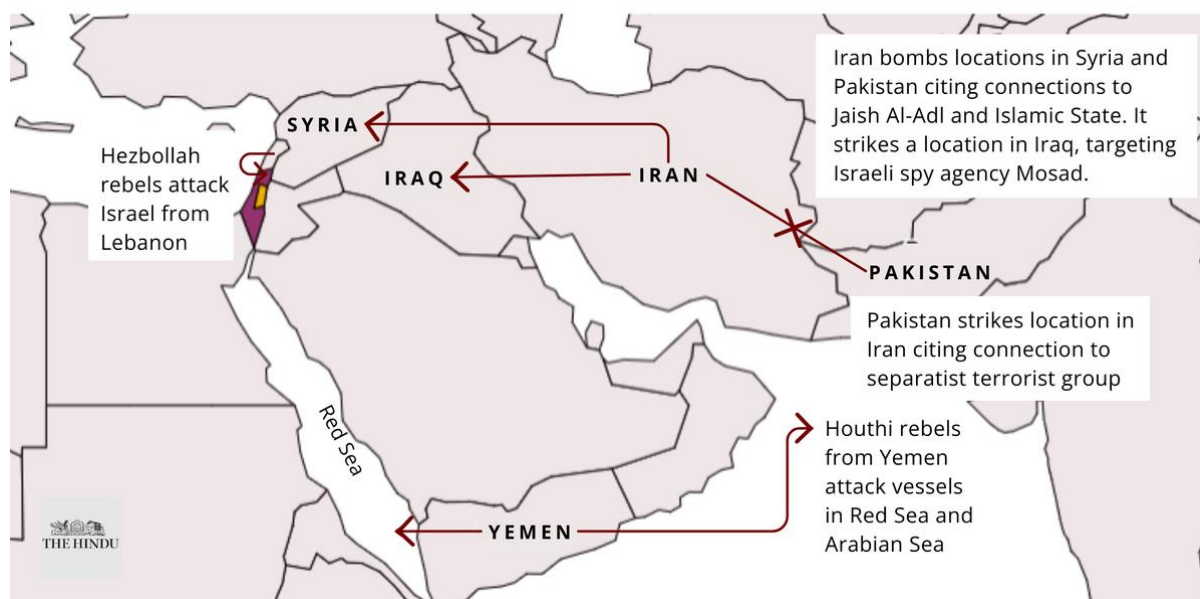 Iran bombs locations in Syria and
Pakistan citing connections to
Jaish Al-Adl and Islamic State. It
strikes a location in Iraq, targeting
Israeli spy agency Mosad.
SYRIA
Hezbollah
rebels attack
Israel from
Lebanon
IRAQ
IRAN
PAKISTAN
Pakistan strikes location in
Iran citing connection to
separatist terrorist group
Red Sea
Houthi rebels
from Yemen
attack vessels
in Red Sea and
Arabian Sea
YEMEN
THE HINDU